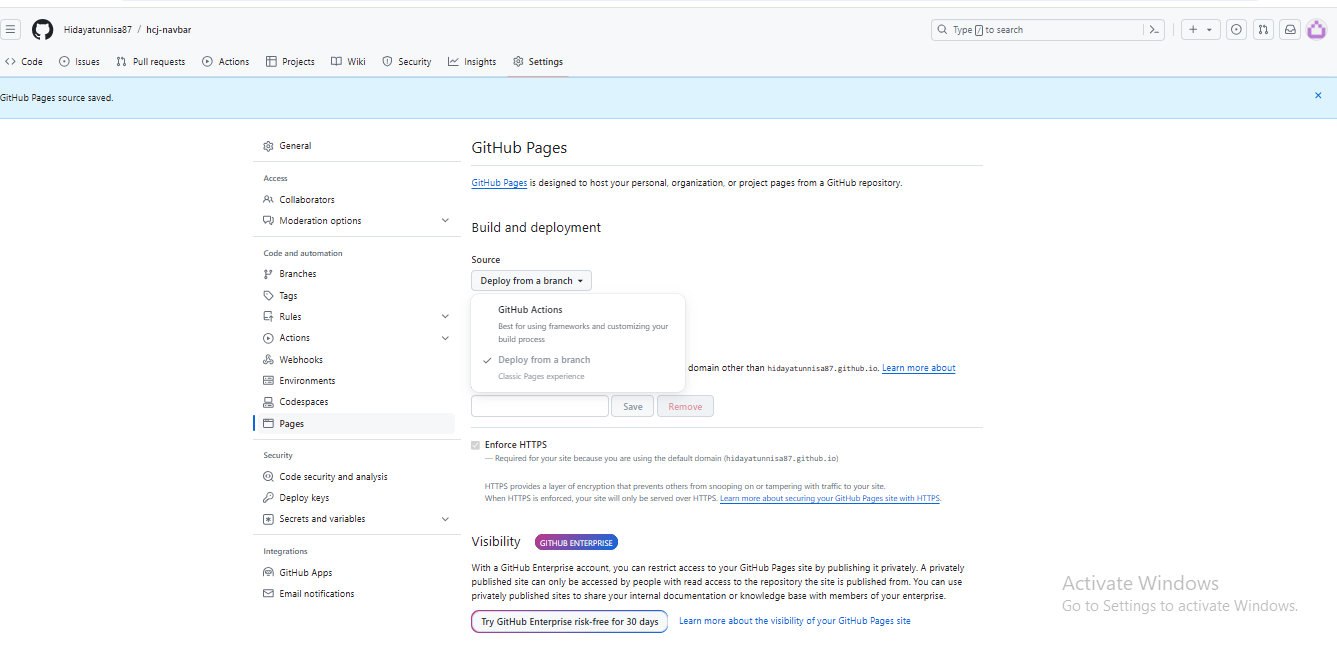 Hidayatunnisa87 / hcj-navbar
Type / to search
Code Issues Pull requests Actions Projects Wiki Security Insights Settings
GitHub Pages source saved.
General
Access
Collaborators
Moderation options
Code and automation
Branches
Tags
Rules
Actions
Webhooks
Environments
Codespaces
Pages
Security
Code security and analysis
Deploy keys
Secrets and variables
Integrations
GitHub Apps
Email notifications
GitHub Pages
GitHub Pages is designed to host your personal, organization, or project pages from a GitHub repository.
Build and deployment
Source
Deploy from a branch
GitHub Actions
Best for using frameworks and customizing your
build process
Deploy from a branch
Classic Pages experience
domain other than hidayatunnisa87.github.io. Learn more about
Save Remove
Enforce HTTPS
— Required for your site because you are using the default domain (hidayatunnisa87.github.io)
HTTPS provides a layer of encryption that prevents others from snooping on or tampering with traffic to your site.
When HTTPS is enforced, your site will only be served over HTTPS. Learn more about securing your GitHub Pages site with HTTPS.
Visibility GITHUB ENTERPRISE
With a GitHub Enterprise account, you can restrict access to your GitHub Pages site by publishing it privately. A privately
published site can only be accessed by people with read access to the repository the site is published from. You can use
privately published sites to share your internal documentation or knowledge base with members of your enterprise.
Try GitHub Enterprise risk-free for 30 days Learn more about the visibility of your GitHub Pages site
Activate Windows
Go to Settings to activate Windows.